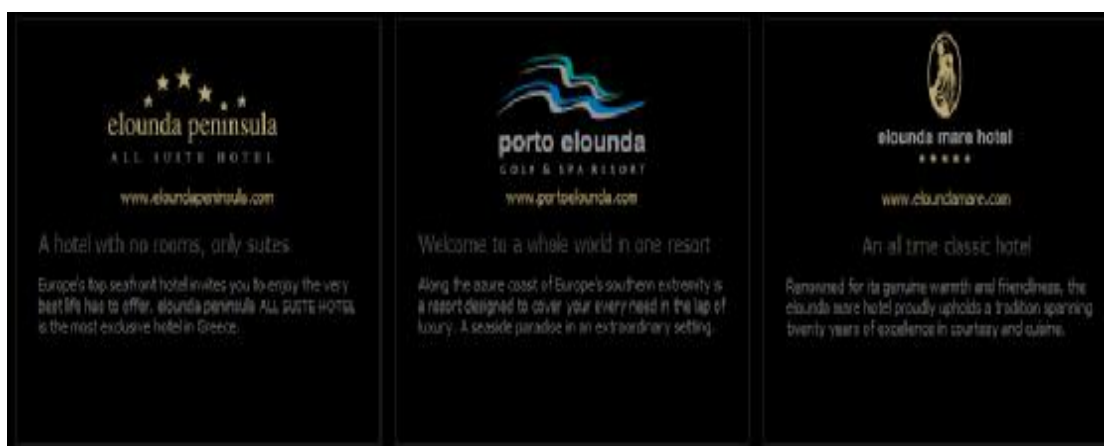 elounda peninsula
ALL SUITE HOTEL
www.eloundapeninsula.com
A hotel with no rooms, only suites
Europe's top seafront hotel invites you to enjoy the very
best life has to offer. elounda peninsula ALL SUITE HOTEL
is the most exclusive hotel in Greece.
porto elounda
GOLF & SPA RESORT
www.portoelounda.com
Welcome to a whole world in one resort
Along the azure coast of Europe's southern extremity is
a resort designed to cover your every need in the lap of
luxury. A seaside paradise in an extraordinary setting.
elounda mare hotel
www.eloundamare.com
An all time classic hotel
Renowned for its genuine warmth and friendliness, the
elounda mare hotel proudly upholds a tradition spanning
twenty years of excellence in courtesy and cuisine.